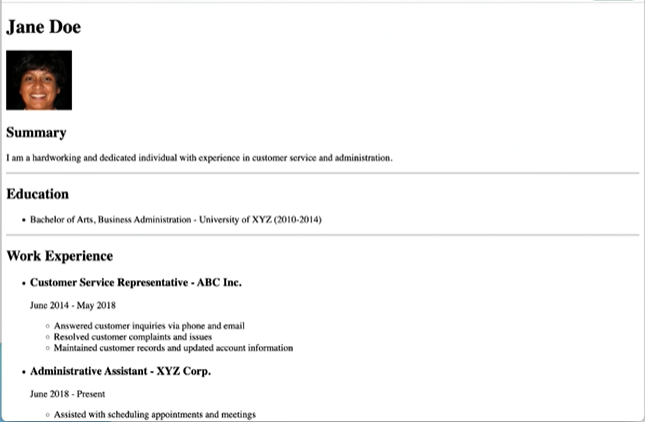 Jane Doe
Summary
I am a hardworking and dedicated individual with experience in customer service and administration.
Education
• Bachelor of Arts, Business Administration - University of XYZ (2010-2014)
Work Experience
• Customer Service Representative - ABC Inc.
June 2014 - May 2018
○ Answered customer inquiries via phone and email
○ Resolved customer complaints and issues
○ Maintained customer records and updated account information
• Administrative Assistant - XYZ Corp.
June 2018 - Present
○ Assisted with scheduling appointments and meetings